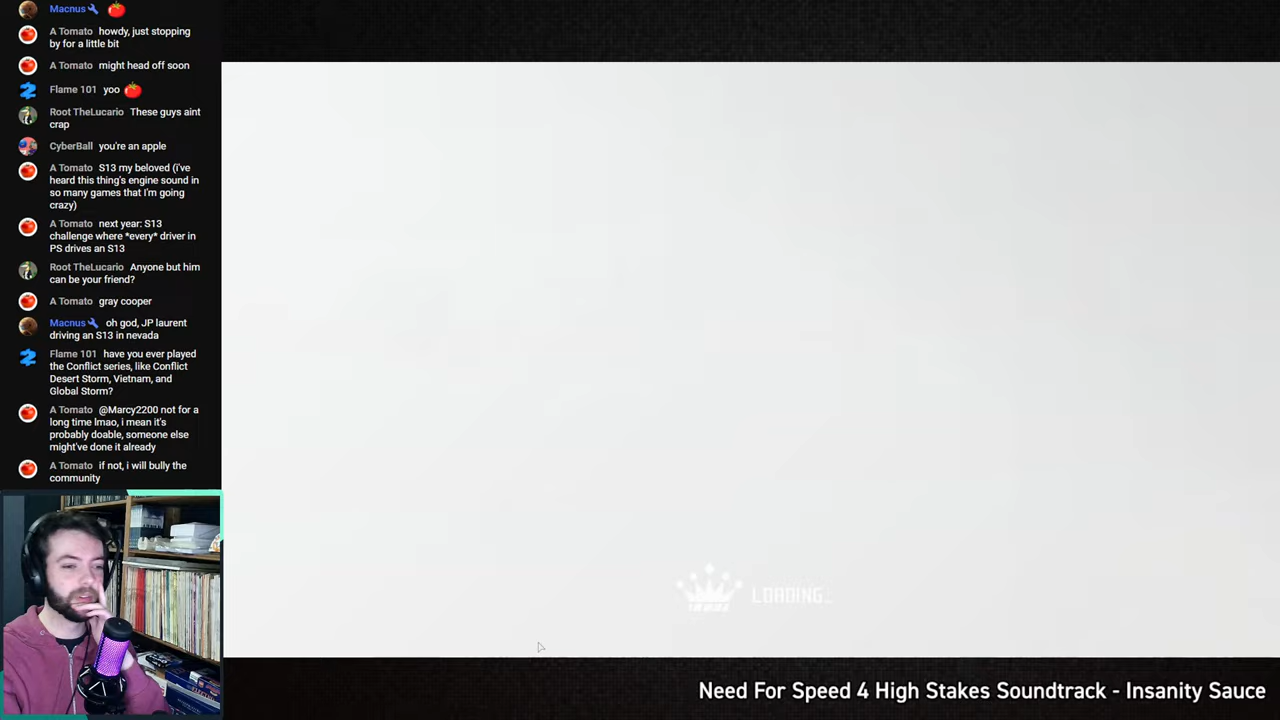 Macnus
A Tomato howdy, just stopping
by for a little bit
A Tomato might head off soon
Flame 101 yoo
Root TheLucario These guys aint
crap
CyberBall you're an apple
A Tomato S13 my beloved (i've
heard this thing's engine sound in
so many games that I'm going
crazy)
A Tomato next year: S13
challenge where *every* driver in
PS drives an S13
Root TheLucario Anyone but him
can be your friend?
A Tomato gray cooper
Macnus oh god, JP laurent
driving an S13 in nevada
Flame 101 have you ever played
the Conflict series, like Conflict
Desert Storm, Vietnam, and
Global Storm?
A Tomato @Marcy2200 not for a
long time lmao, i mean it's
probably doable, someone else
might've done it already
A Tomato if not, i will bully the
community
LOADING..
Need For Speed 4 High Stakes Soundtrack - Insanity Sauce